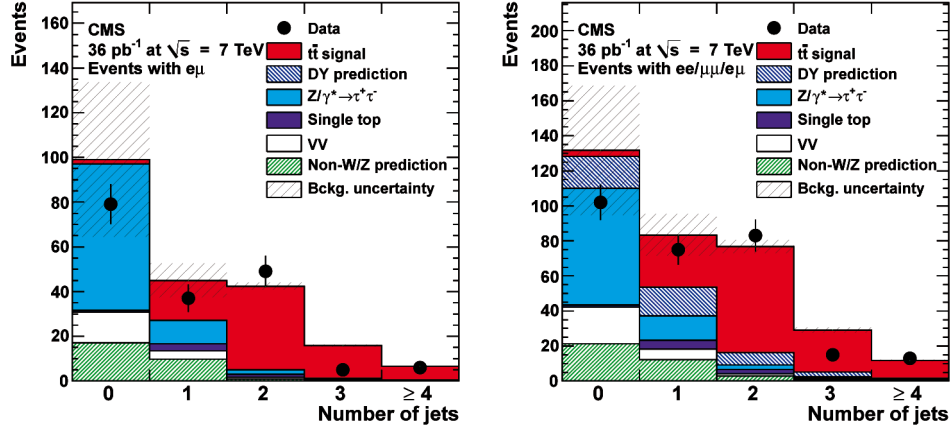 Events
160
140
120
100
80
60
40
20
0
CMS
36 pb⁻¹ at √s = 7 TeV
Events with eμ
Data
tt̄ signal
DY prediction
Z/γ*→τ⁺τ⁻
Single top
VV
Non-W/Z prediction
Bckg. uncertainty
0 1 2 3 ≥ 4
Number of jets
Events
200
180
160
140
120
100
80
60
40
20
0
CMS
36 pb⁻¹ at √s = 7 TeV
Events with ee/μμ/eμ
Data
tt̄ signal
DY prediction
Z/γ*→τ⁺τ⁻
Single top
VV
Non-W/Z prediction
Bckg. uncertainty
0 1 2 3 ≥ 4
Number of jets